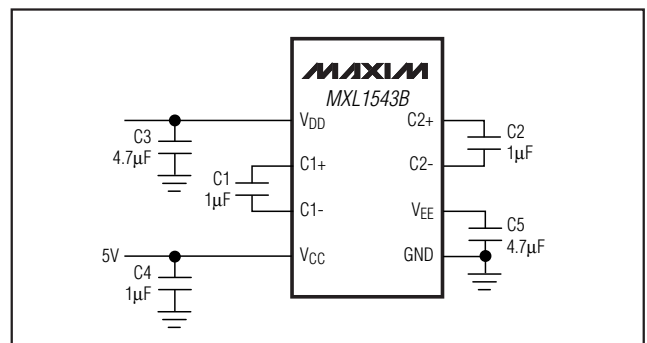 MAXIM
MXL1543B
VDD
C2+
C3
4.7µF
C2
1µF
C1+
C2-
C1
1µF
C1-
VEE
C5
4.7µF
5V
VCC
GND
C4
1µF